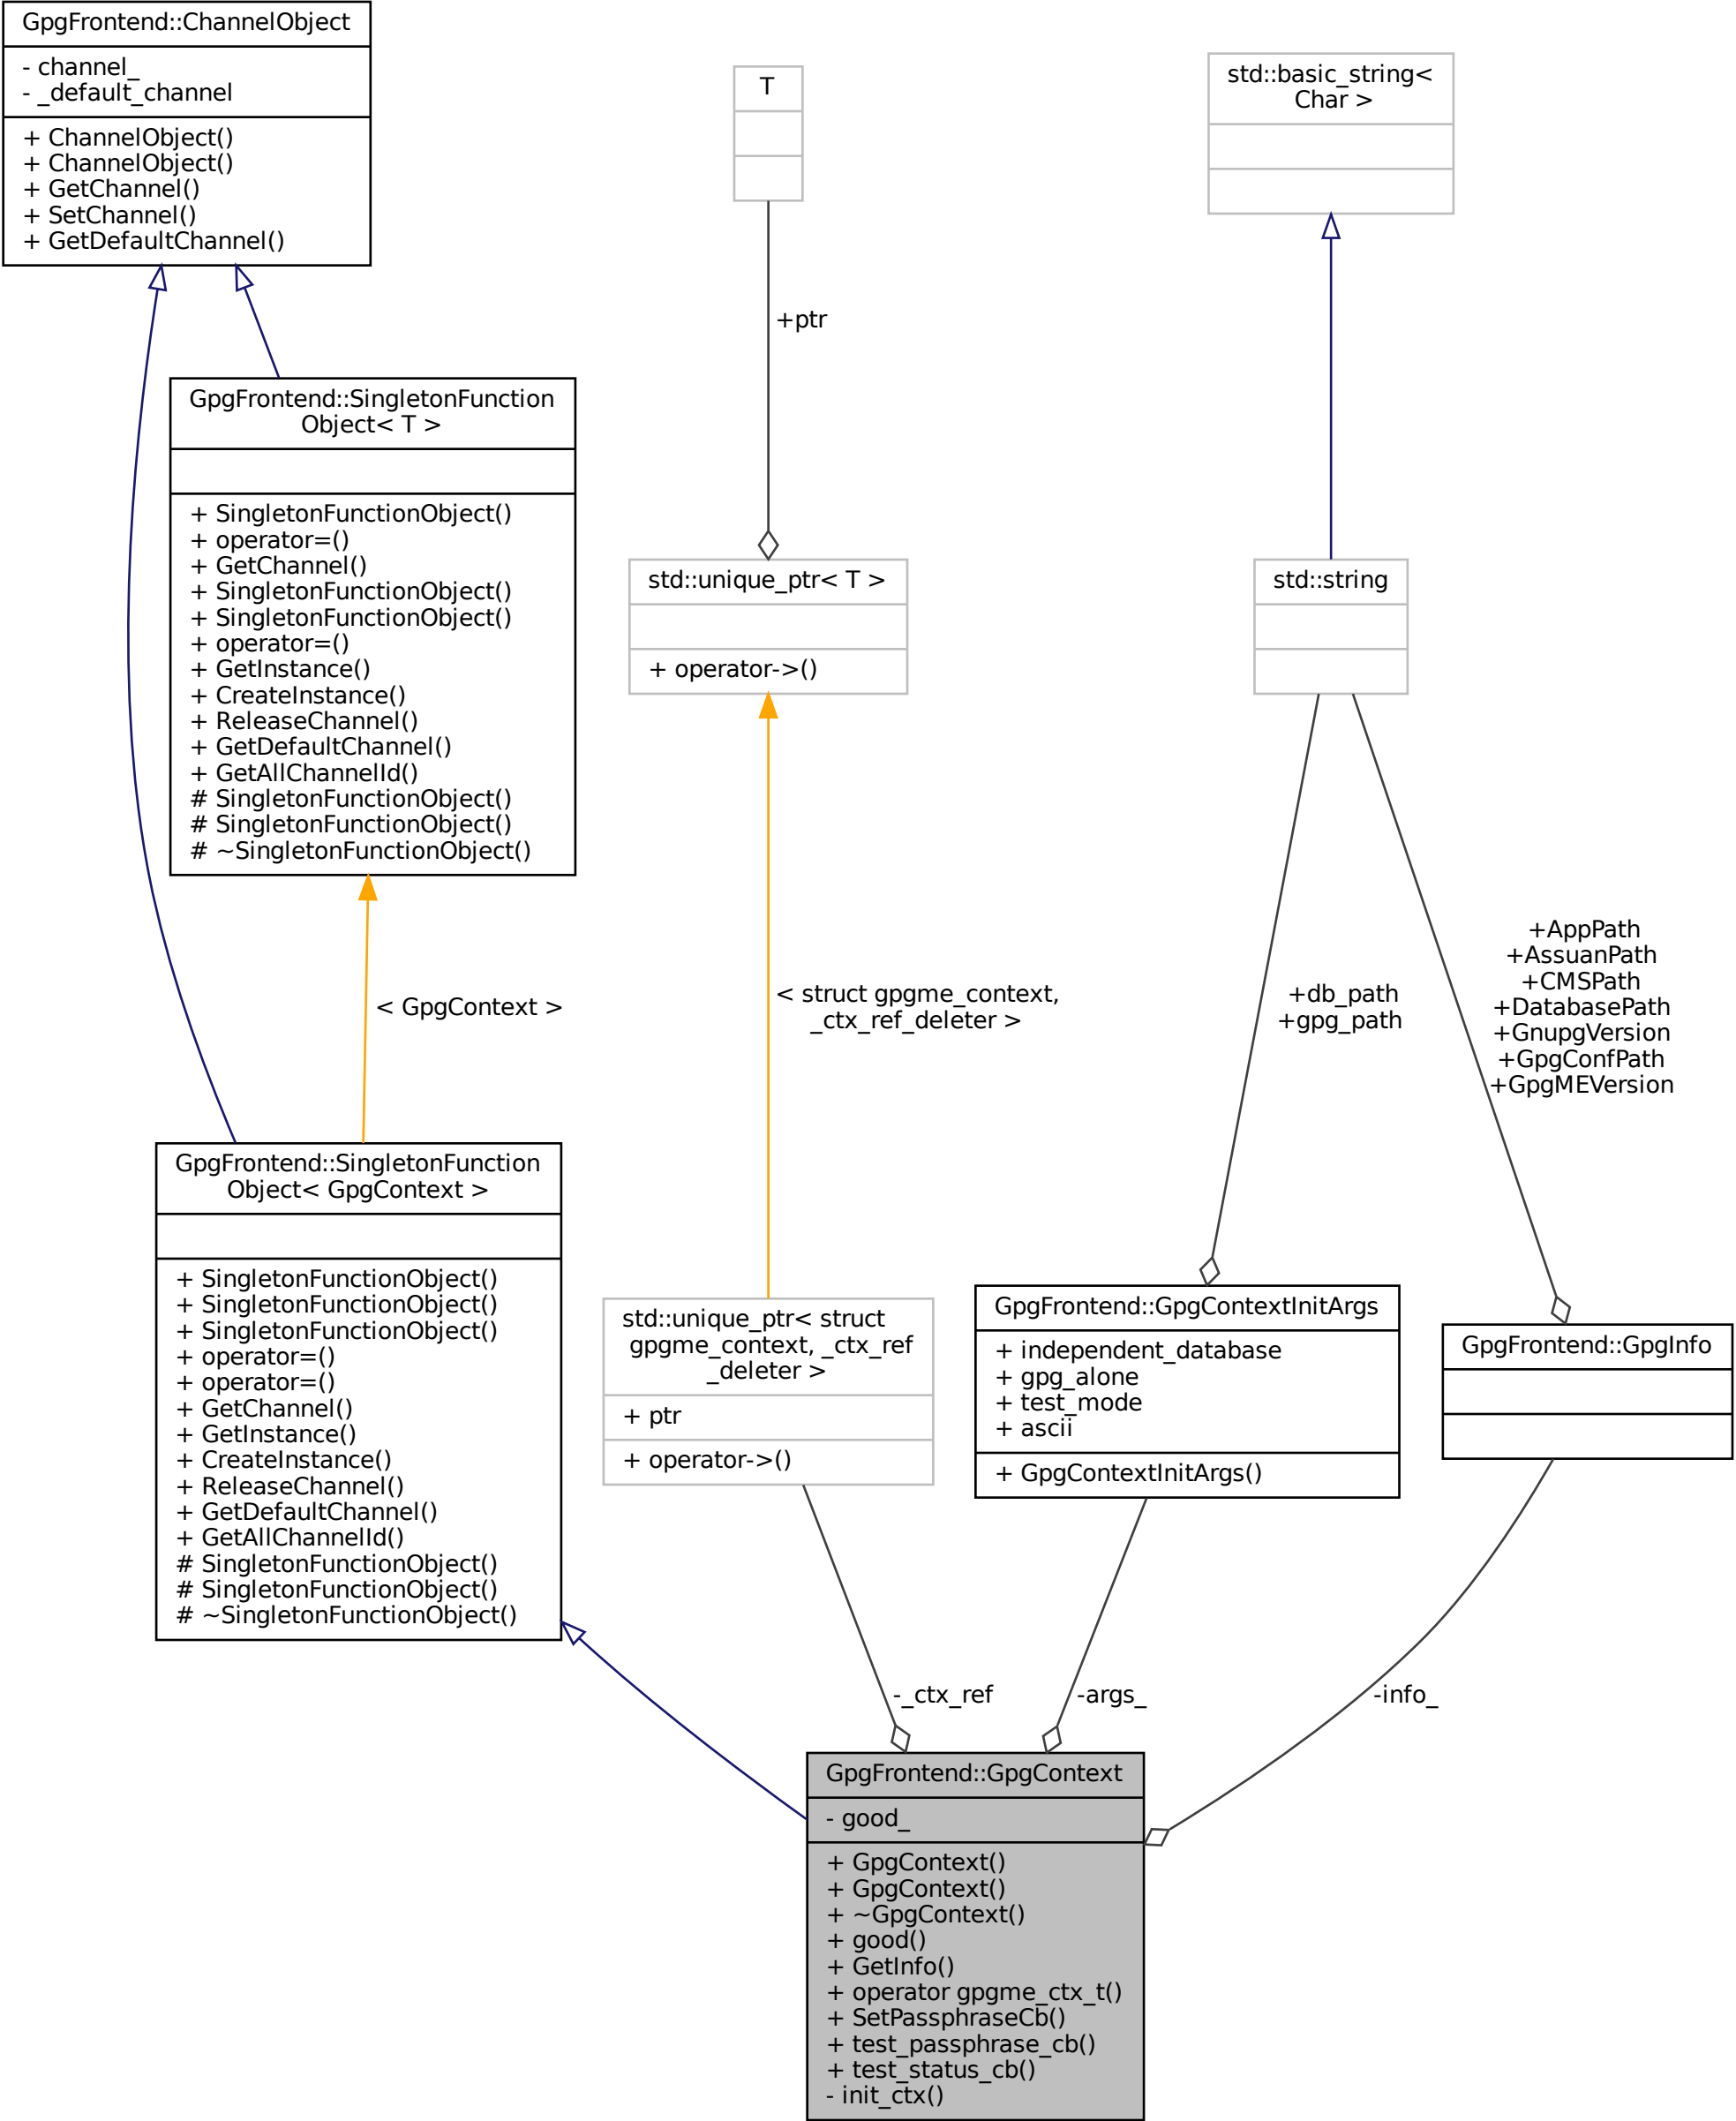 GpgFrontend::ChannelObject
- channel_
- _default_channel
+ ChannelObject()
+ ChannelObject()
+ GetChannel()
+ SetChannel()
+ GetDefaultChannel()
T
std::basic_string<
Char >
+ptr
GpgFrontend::SingletonFunction
Object< T >
+ SingletonFunctionObject()
+ operator=()
+ GetChannel()
+ SingletonFunctionObject()
+ SingletonFunctionObject()
+ operator=()
+ GetInstance()
+ CreateInstance()
+ ReleaseChannel()
+ GetDefaultChannel()
+ GetAllChannelId()
# SingletonFunctionObject()
# SingletonFunctionObject()
# ~SingletonFunctionObject()
std::unique_ptr< T >
+ operator->()
std::string
< GpgContext >
< struct gpgme_context,
_ctx_ref_deleter >
+db_path
+gpg_path
+AppPath
+AssuanPath
+CMSPath
+DatabasePath
+GnupgVersion
+GpgConfPath
+GpgMEVersion
GpgFrontend::SingletonFunction
Object< GpgContext >
+ SingletonFunctionObject()
+ SingletonFunctionObject()
+ SingletonFunctionObject()
+ operator=()
+ operator=()
+ GetChannel()
+ GetInstance()
+ CreateInstance()
+ ReleaseChannel()
+ GetDefaultChannel()
+ GetAllChannelId()
# SingletonFunctionObject()
# SingletonFunctionObject()
# ~SingletonFunctionObject()
std::unique_ptr< struct
gpgme_context, _ctx_ref
_deleter >
+ ptr
+ operator->()
GpgFrontend::GpgContextInitArgs
+ independent_database
+ gpg_alone
+ test_mode
+ ascii
+ GpgContextInitArgs()
GpgFrontend::GpgInfo
-_ctx_ref
-args_
-info_
GpgFrontend::GpgContext
- good_
+ GpgContext()
+ GpgContext()
+ ~GpgContext()
+ good()
+ GetInfo()
+ operator gpgme_ctx_t()
+ SetPassphraseCb()
+ test_passphrase_cb()
+ test_status_cb()
- init_ctx()